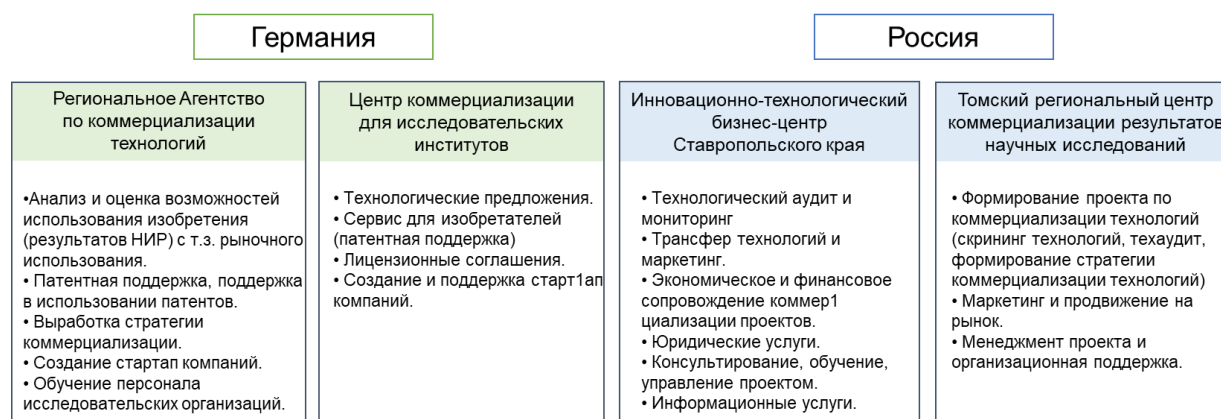 Германия
Россия
Региональное Агентство
по коммерциализации
технологий
•Анализ и оценка возможностей
использования изобретения
(результатов НИР) с т.з. рыночного
использования.
• Патентная поддержка, поддержка
в использовании патентов.
• Выработка стратегии
коммерциализации.
• Создание стартап компаний.
• Обучение персонала
исследовательских организаций.
Центр коммерциализации
для исследовательских
институтов
• Технологические предложения.
• Сервис для изобретателей
(патентная поддержка)
• Лицензионные соглашения.
• Создание и поддержка старт1ап
компаний.
Инновационно-технологический
бизнес-центр
Ставропольского края
• Технологический аудит и
мониторинг
• Трансфер технологий и
маркетинг.
• Экономическое и финансовое
сопровождение коммер1
циализации проектов.
• Юридические услуги.
• Консультирование, обучение,
управление проектом.
• Информационные услуги.
Томский региональный центр
коммерциализации результатов
научных исследований
• Формирование проекта по
коммерциализации технологий
(скрининг технологий, техаудит,
формирование стратегии
коммерциализации технологий)
• Маркетинг и продвижение на
рынок.
• Менеджмент проекта и
организационная поддержка.